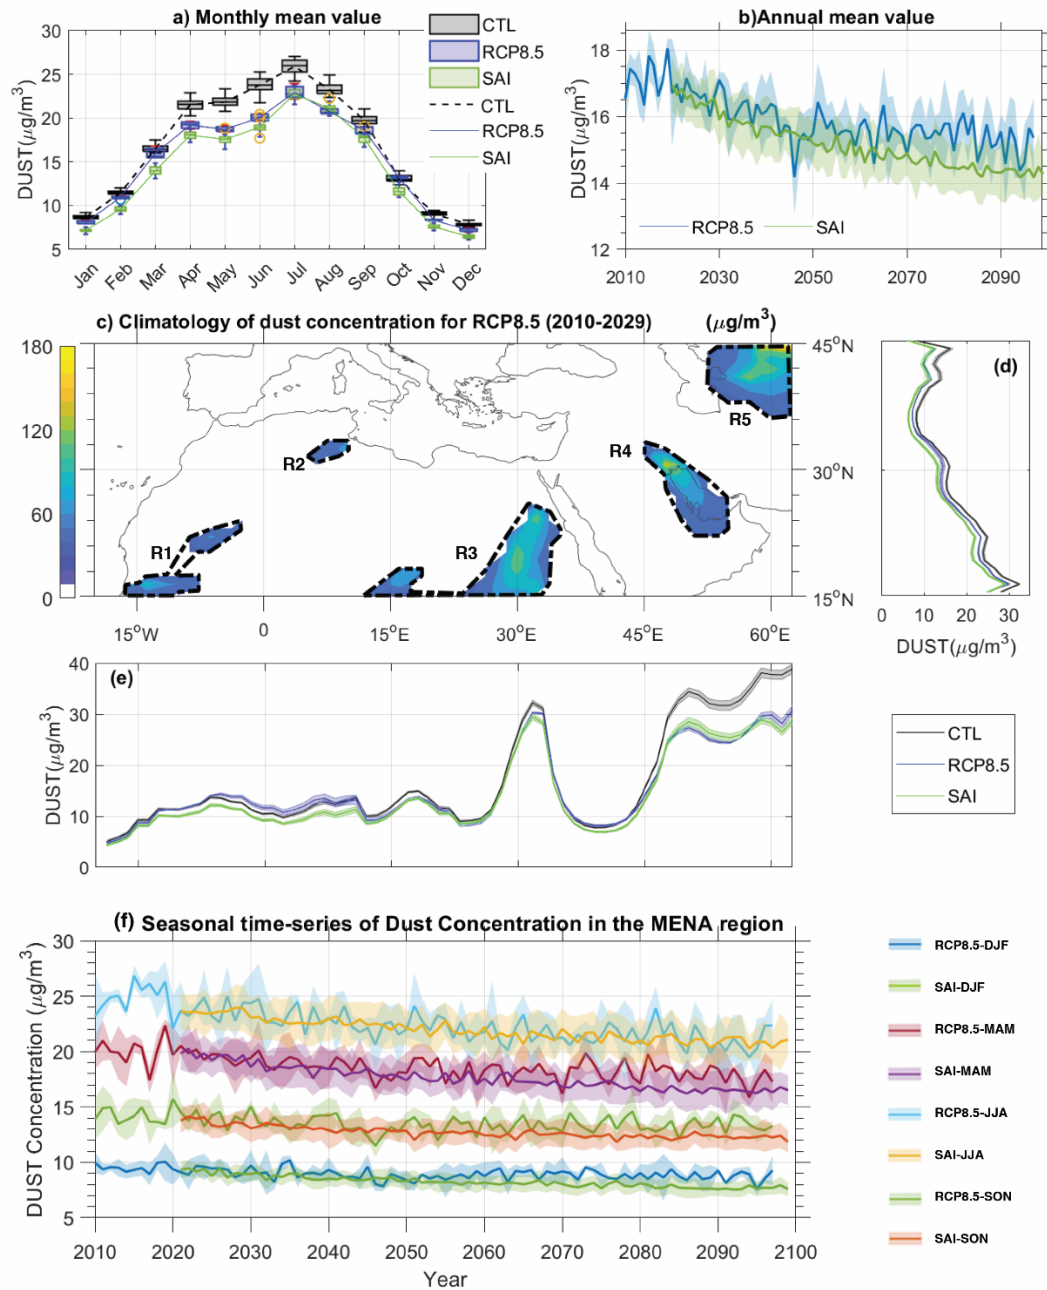 a) Monthly mean value
30
25
20
15
10
5
DUST(μg/m³)
Jan
Feb
Mar
Apr
May
Jun
Jul
Aug
Sep
Oct
Nov
Dec
CTL
RCP8.5
SAI
CTL
RCP8.5
SAI
b)Annual mean value
18
16
14
12
DUST(μg/m³)
RCP8.5
SAI
2010
2030
2050
2070
2090
c) Climatology of dust concentration for RCP8.5 (2010-2029)
(μg/m³)
180
120
60
0
R1
R2
R3
R4
R5
45°N
30°N
15°N
15°W
0
15°E
30°E
45°E
60°E
(d)
0
10
20
30
DUST(μg/m³)
(e)
40
30
20
10
0
DUST(μg/m³)
CTL
RCP8.5
SAI
(f) Seasonal time-series of Dust Concentration in the MENA region
30
25
20
15
10
5
DUST Concentration (μg/m³)
2010
2020
2030
2040
2050
2060
2070
2080
2090
2100
Year
RCP8.5-DJF
SAI-DJF
RCP8.5-MAM
SAI-MAM
RCP8.5-JJA
SAI-JJA
RCP8.5-SON
SAI-SON